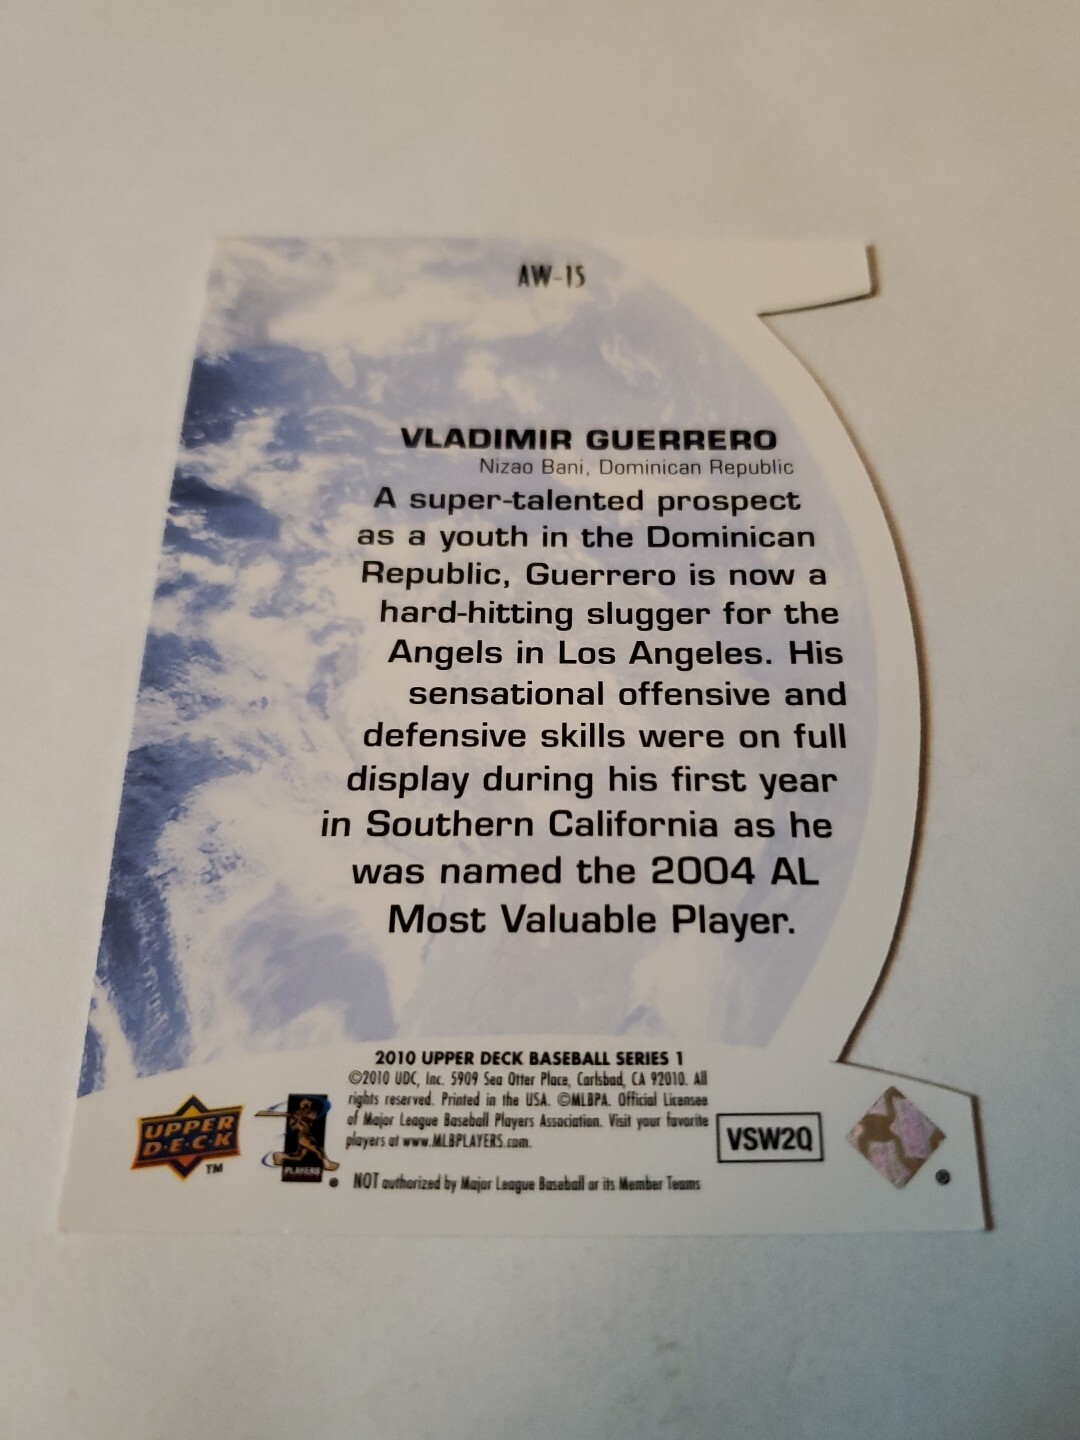 AW-15
VLADIMIR GUERRERO
Nizao Bani, Dominican Republic
A super-talented prospect
as a youth in the Dominican
Republic, Guerrero is now a
hard-hitting slugger for the
Angels in Los Angeles. His
sensational offensive and
defensive skills were on full
display during his first year
in Southern California as he
was named the 2004 AL
Most Valuable Player.
2010 UPPER DECK BASEBALL SERIES 1
©2010 UDC, Inc. 5909 Sea Otter Place, Carlsbad, CA 92010. All
rights reserved. Printed in the USA. ©MLBPA. Official Licensee
of Major League Baseball Players Association. Visit your favorite
players at www.MLBPLAYERS.com.
NOT authorized by Major League Baseball or its Member Teams
UPPER
D·E·C·K
TM
PLAYERS
®
VSW2Q
®